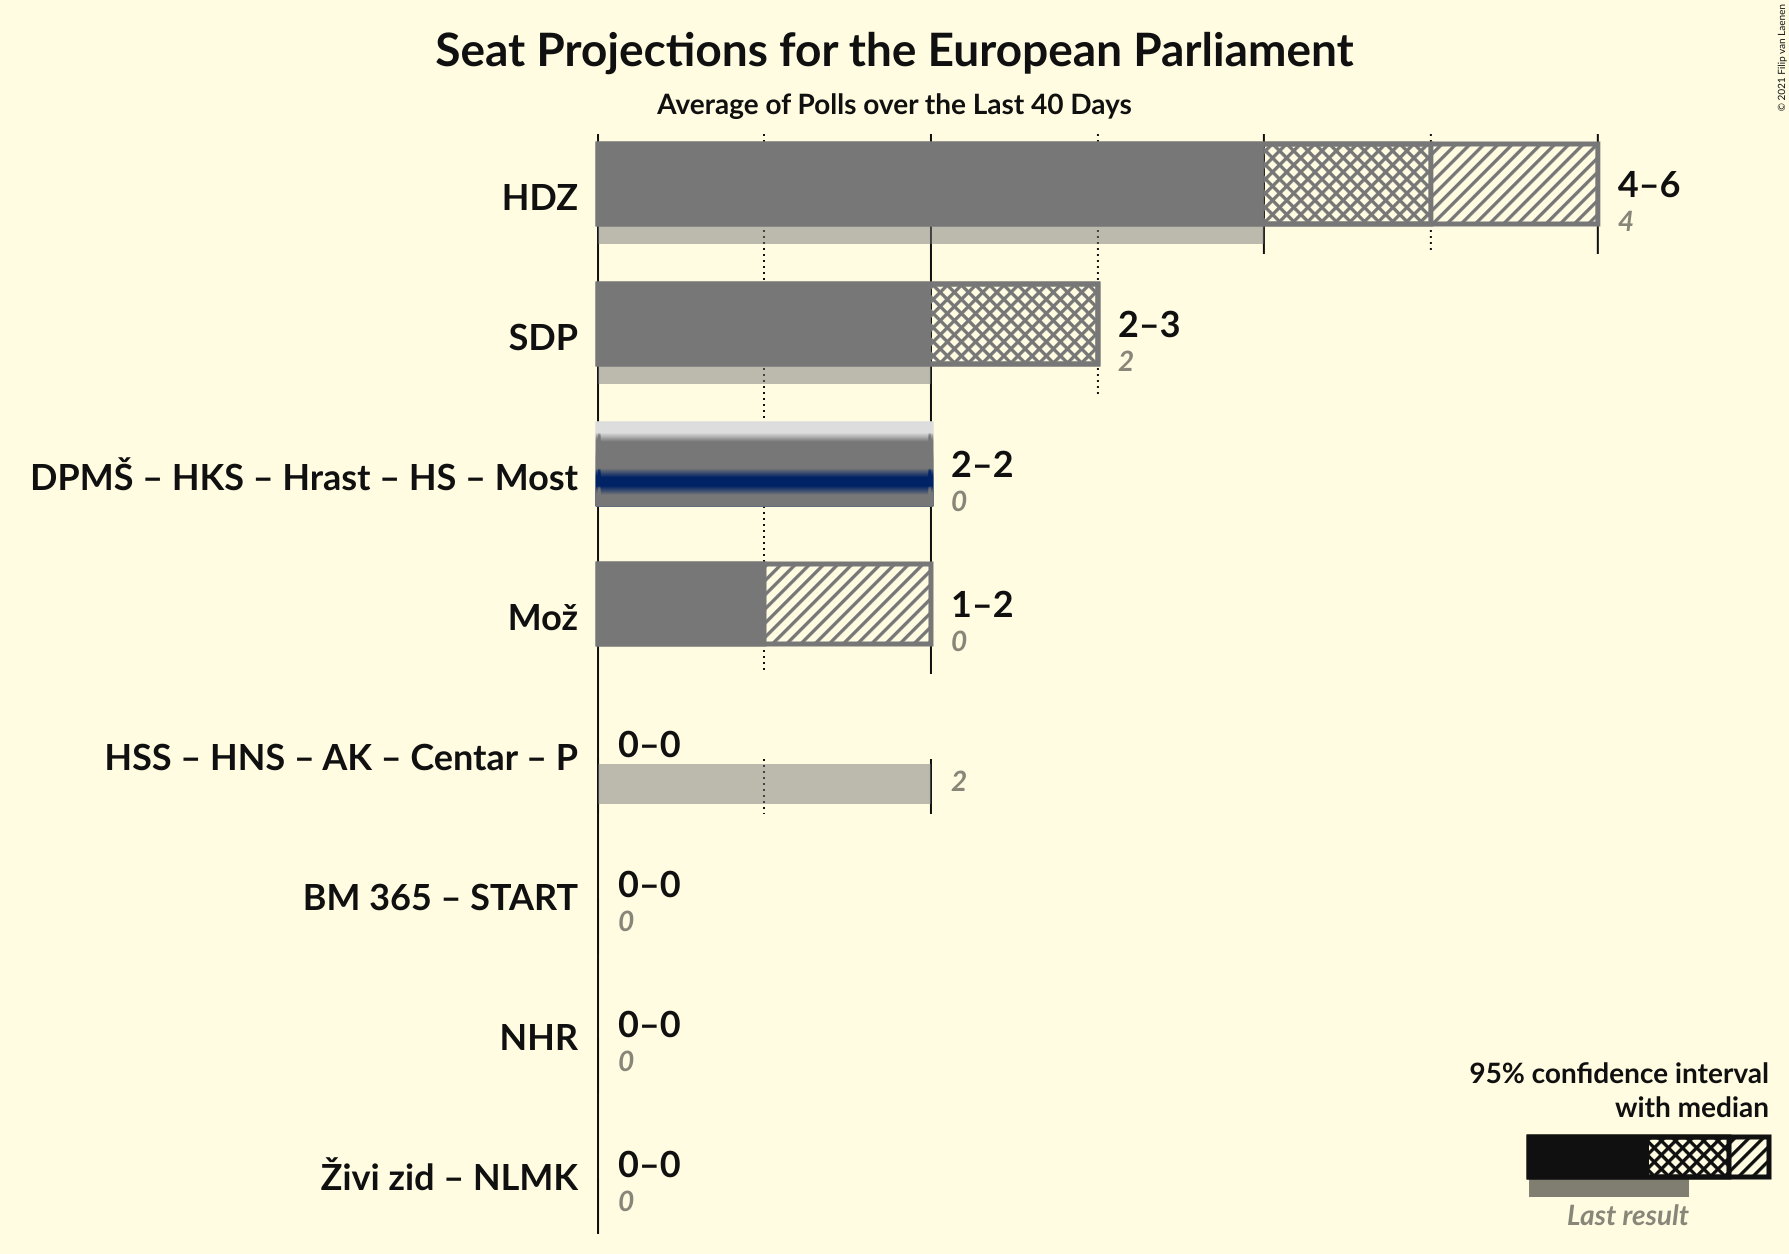 Seat Projections for the European Parliament
Average of Polls over the Last 40 Days
© 2021 Filip van Laenen
HDZ
4–6
4
SDP
2–3
2
DPMŠ – HKS – Hrast – HS – Most
2–2
0
Mož
1–2
0
HSS – HNS – AK – Centar – P
0–0
2
BM 365 – START
0–0
0
NHR
0–0
0
Živi zid – NLMK
0–0
0
95% confidence interval
with median
Last result